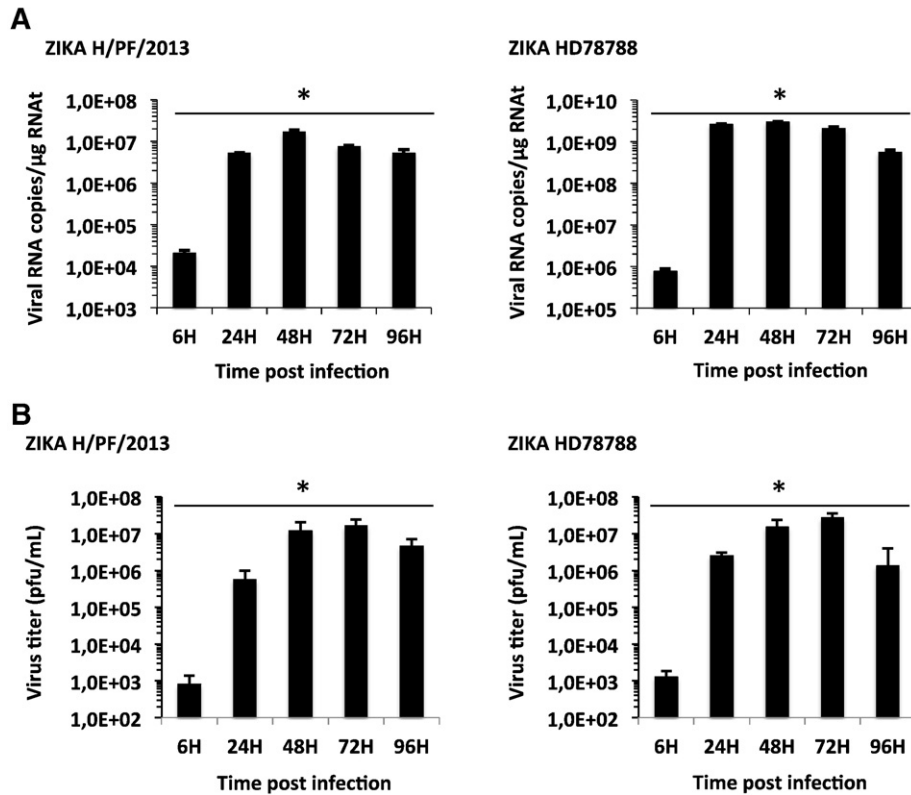 A
ZIKA H/PF/2013
*
1,0E+08
1,0E+07
1,0E+06
1,0E+05
1,0E+04
1,0E+03
Viral RNA copies/µg RNAt
6H 24H 48H 72H 96H
Time post infection
ZIKA HD78788
*
1,0E+10
1,0E+09
1,0E+08
1,0E+07
1,0E+06
1,0E+05
Viral RNA copies/µg RNAt
6H 24H 48H 72H 96H
Time post infection
B
ZIKA H/PF/2013
*
1,0E+08
1,0E+07
1,0E+06
1,0E+05
1,0E+04
1,0E+03
1,0E+02
Virus titer (pfu/mL)
6H 24H 48H 72H 96H
Time post infection
ZIKA HD78788
*
1,0E+08
1,0E+07
1,0E+06
1,0E+05
1,0E+04
1,0E+03
1,0E+02
Virus titer (pfu/mL)
6H 24H 48H 72H 96H
Time post infection